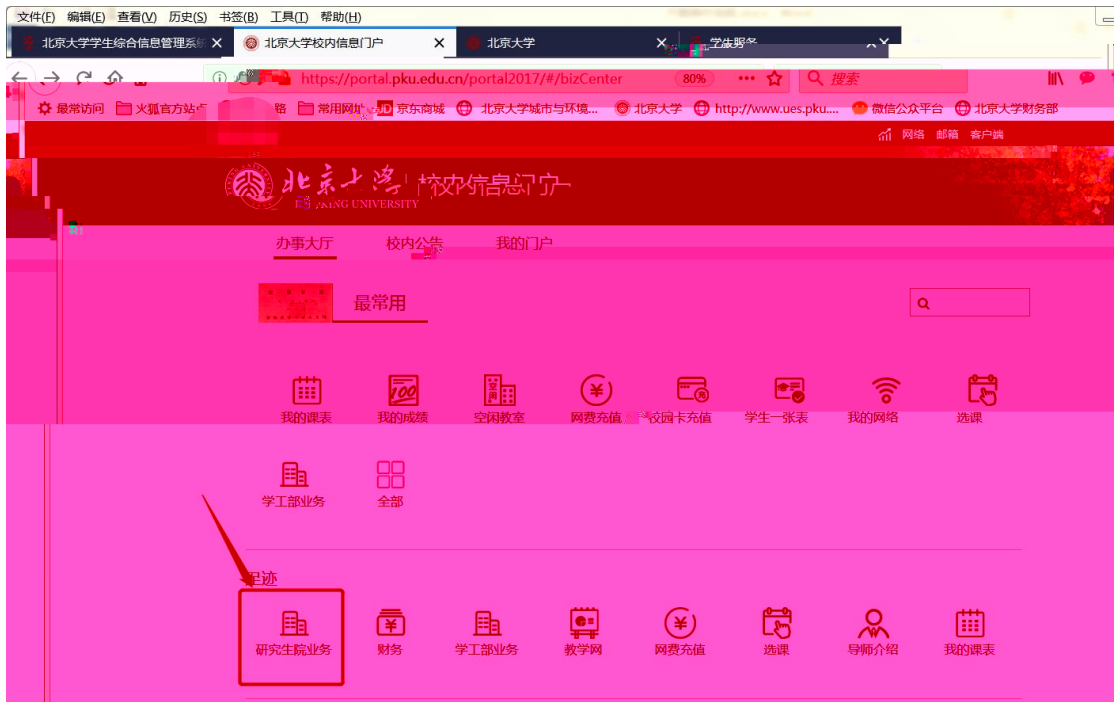 文件(F) 编辑(E) 查看(V) 历史(S) 书签(B) 工具(T) 帮助(H)
北京大学学生综合信息管理系统 北京大学校内信息门户 北京大学
https://portal.pku.edu.cn/portal2017/#/bizCenter 80% 搜索
最常访问 火狐官方站点 常用网址 JD 京东商城 北京大学城市与环境... 北京大学 http://www.ues.pku.... 微信公众平台 北京大学财务部
网络 邮箱 客户端
北京大学 校内信息门户
PEKING UNIVERSITY
办事大厅 校内公告 我的门户
最常用
我的课表 我的成绩 空闲教室 网费充值 校园卡充值 学生一张表 我的网络 选课
学工部业务 全部
足迹
研究生院业务 财务 学工部业务 教学网 网费充值 选课 导师介绍 我的课表